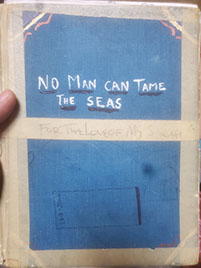 NO MAN CAN TAME
THE SEAS
FOR THE LOVE OF MY